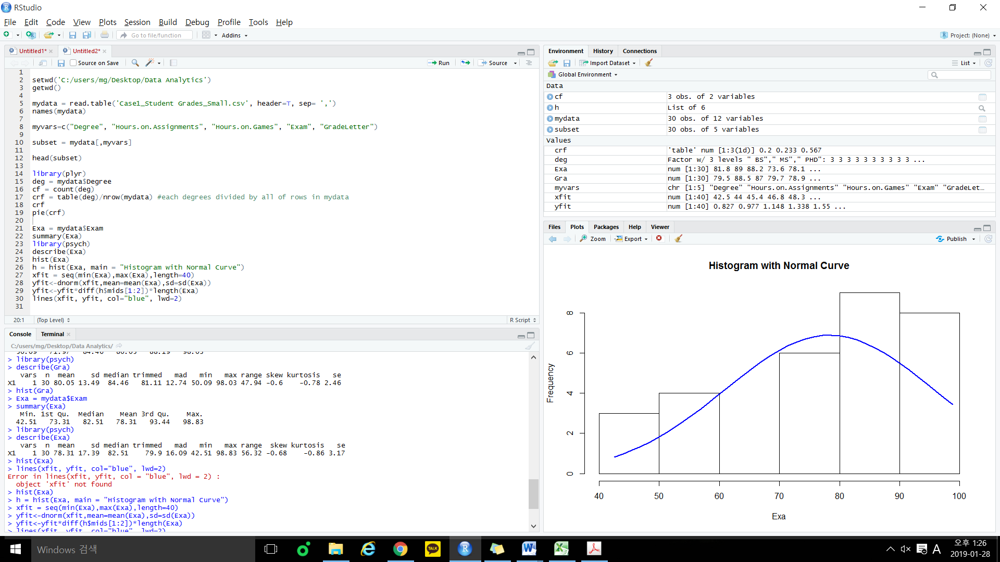 RStudio
File Edit Code View Plots Session Build Debug Profile Tools Help
Go to file/function Addins Project: (None)
Untitled1* Untitled2*
Source on Save Run Source
1
2 setwd('C:/users/mg/Desktop/Data Analytics')
3 getwd()
4
5 mydata = read.table('Case1_Student Grades_Small.csv', header=T, sep= ',')
6 names(mydata)
7
8 myvars=c("Degree", "Hours.on.Assignments", "Hours.on.Games", "Exam", "GradeLetter")
9
10 subset = mydata[,myvars]
11
12 head(subset)
13
14 library(plyr)
15 deg = mydata$Degree
16 cf = count(deg)
17 crf = table(deg)/nrow(mydata) #each degrees divided by all of rows in mydata
18 crf
19 pie(crf)
20
21 Exa = mydata$Exam
22 summary(Exa)
23 library(psych)
24 describe(Exa)
25 hist(Exa)
26 h = hist(Exa, main = "Histogram with Normal Curve")
27 xfit = seq(min(Exa),max(Exa),length=40)
28 yfit<-dnorm(xfit,mean=mean(Exa),sd=sd(Exa))
29 yfit<-yfit*diff(h$mids[1:2])*length(Exa)
30 lines(xfit, yfit, col="blue", lwd=2)
31
20:1 (Top Level) R Script
Console Terminal
C:/users/mg/Desktop/Data Analytics/
50.09 71.97 84.46 80.05 88.19 98.03
> library(psych)
> describe(Gra)
vars n mean sd median trimmed mad min max range skew kurtosis se
X1 1 30 80.05 13.49 84.46 81.11 12.74 50.09 98.03 47.94 -0.6 -0.78 2.46
> hist(Gra)
> Exa = mydata$Exam
> summary(Exa)
Min. 1st Qu. Median Mean 3rd Qu. Max.
42.51 73.31 82.51 78.31 93.44 98.83
> library(psych)
> describe(Exa)
vars n mean sd median trimmed mad min max range skew kurtosis se
X1 1 30 78.31 17.39 82.51 79.9 16.09 42.51 98.83 56.32 -0.68 -0.86 3.17
> hist(Exa)
> lines(xfit, yfit, col="blue", lwd=2)
Error in lines(xfit, yfit, col = "blue", lwd = 2) :
object 'xfit' not found
> hist(Exa)
> h = hist(Exa, main = "Histogram with Normal Curve")
> xfit = seq(min(Exa),max(Exa),length=40)
> yfit<-dnorm(xfit,mean=mean(Exa),sd=sd(Exa))
> yfit<-yfit*diff(h$mids[1:2])*length(Exa)
> lines(xfit, yfit, col="blue", lwd=2)
Environment History Connections
Import Dataset List
Global Environment
Data
cf 3 obs. of 2 variables
h List of 6
mydata 30 obs. of 12 variables
subset 30 obs. of 5 variables
Values
crf 'table' num [1:3(1d)] 0.2 0.233 0.567
deg Factor w/ 3 levels " BS"," MS"," PHD": 3 3 3 3 3 3 3 3 3 3 ...
Exa num [1:30] 81.8 89 88.2 73.6 78.1 ...
Gra num [1:30] 79.5 88.5 87 79.7 78.9 ...
myvars chr [1:5] "Degree" "Hours.on.Assignments" "Hours.on.Games" "Exam" "GradeLet...
xfit num [1:40] 42.5 44 45.4 46.8 48.3 ...
yfit num [1:40] 0.827 0.977 1.148 1.338 1.55 ...
Files Plots Packages Help Viewer
Zoom Export Publish
Histogram with Normal Curve
Frequency
8
6
4
2
0
40 50 60 70 80 90 100
Exa
Windows 검색
TALK
A
오후 1:26
2019-01-28